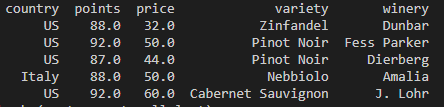 country points price variety winery
US 88.0 32.0 Zinfandel Dunbar
US 92.0 50.0 Pinot Noir Fess Parker
US 87.0 44.0 Pinot Noir Dierberg
Italy 88.0 50.0 Nebbiolo Amalia
US 92.0 60.0 Cabernet Sauvignon J. Lohr